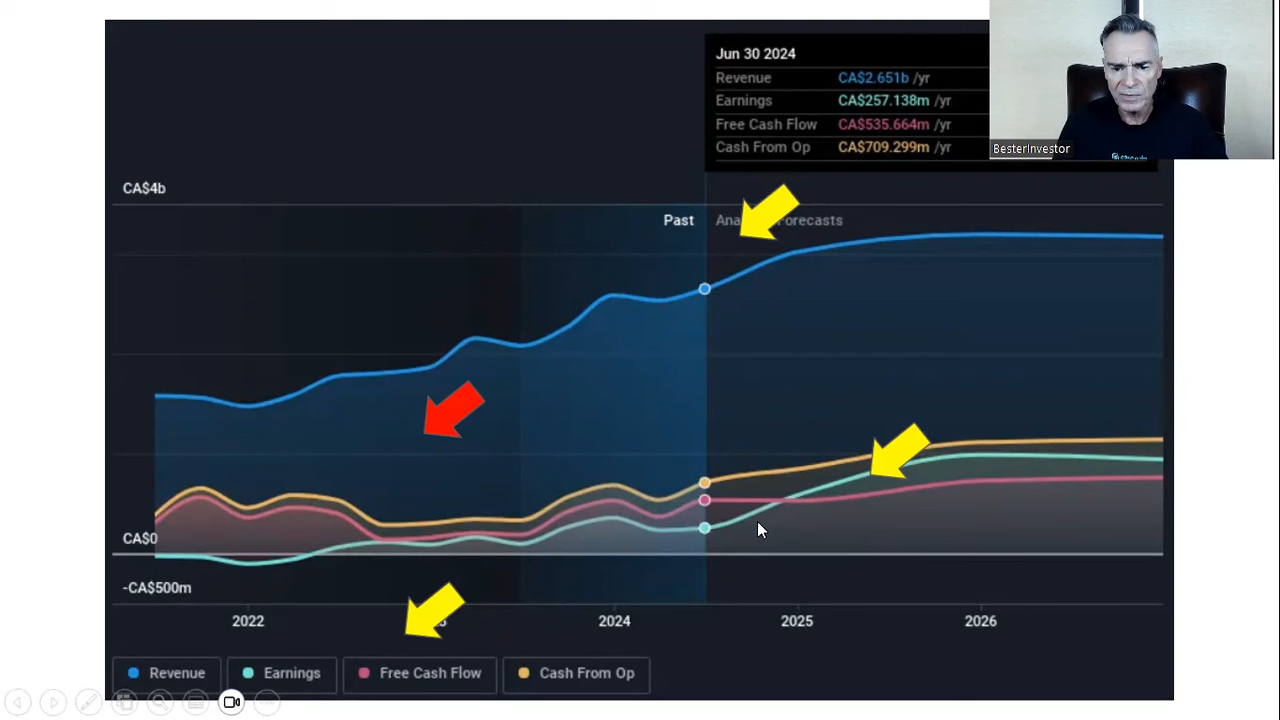 Jun 30 2024
Revenue CA$2.651b /yr
Earnings CA$257.138m /yr
Free Cash Flow CA$535.664m /yr
Cash From Op CA$709.299m /yr
BesterInvestor
CA$4b
Past
CA$0
-CA$500m
2022 2024 2025 2026
Revenue Earnings Free Cash Flow Cash From Op